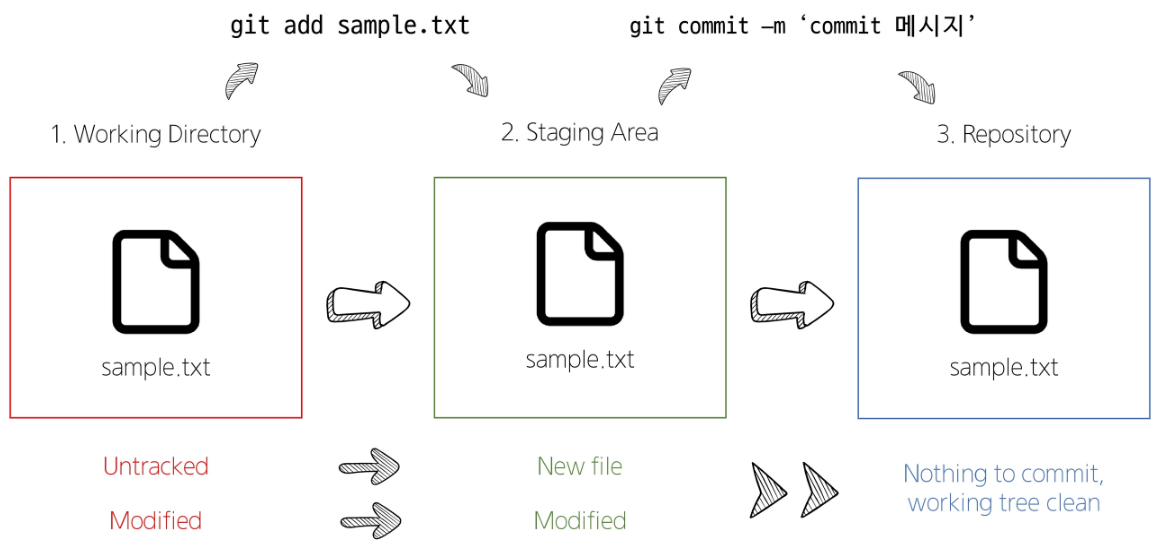 git add sample.txt
git commit –m ‘commit 메시지’
1. Working Directory
2. Staging Area
3. Repository
sample.txt
sample.txt
sample.txt
Untracked
New file
Nothing to commit,
working tree clean
Modified
Modified